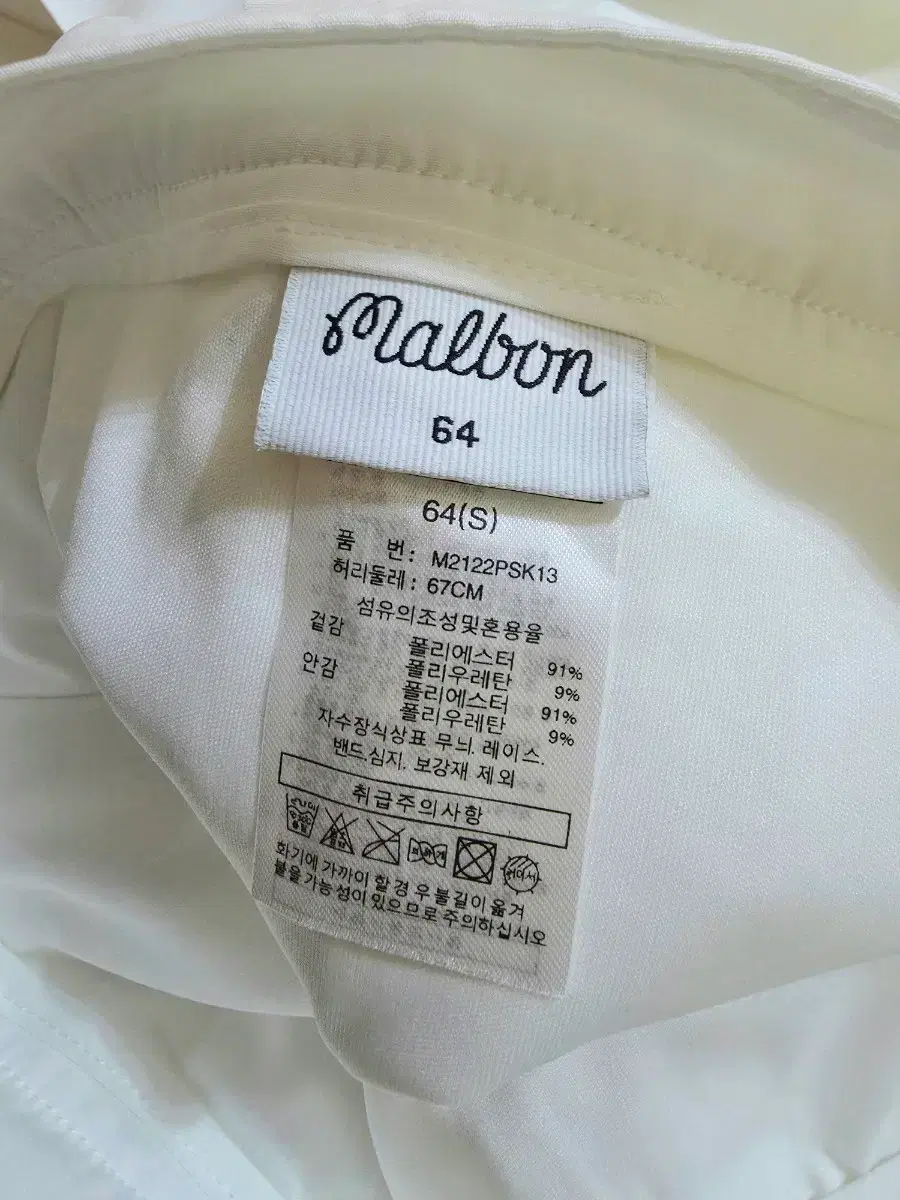 Malbon
64
64(S)
품 번: M2122PSK13
허리둘레: 67CM
섬유의조성및혼용율
겉감 폴리에스터 91%
폴리우레탄 9%
안감 폴리에스터 91%
폴리우레탄 9%
자수장식상표 무늬. 레이스.
밴드.심지. 보강재 제외
취급주의사항
화기에 가까이 할 경우 불길이 옮겨
붙을가능 성이 있으므로 주의하십시오